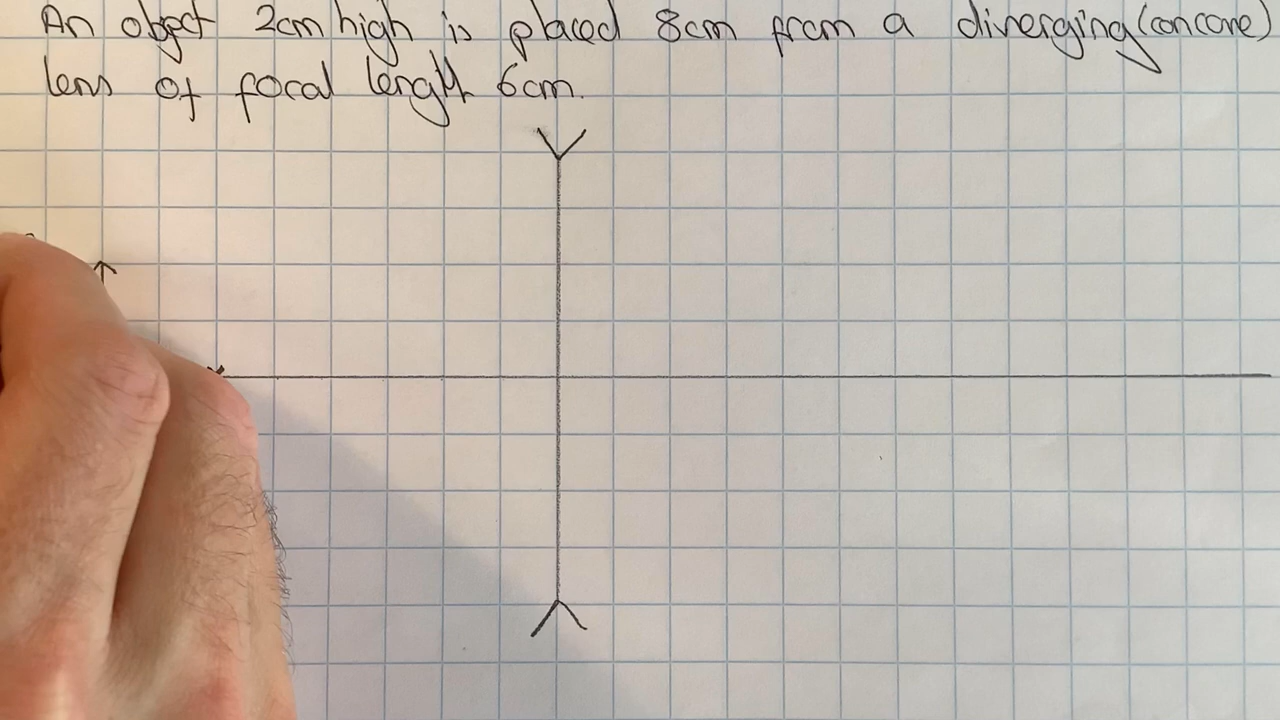 An object 2cm high is placed 8cm from a diverging (concave)
lens of focal length 6cm.